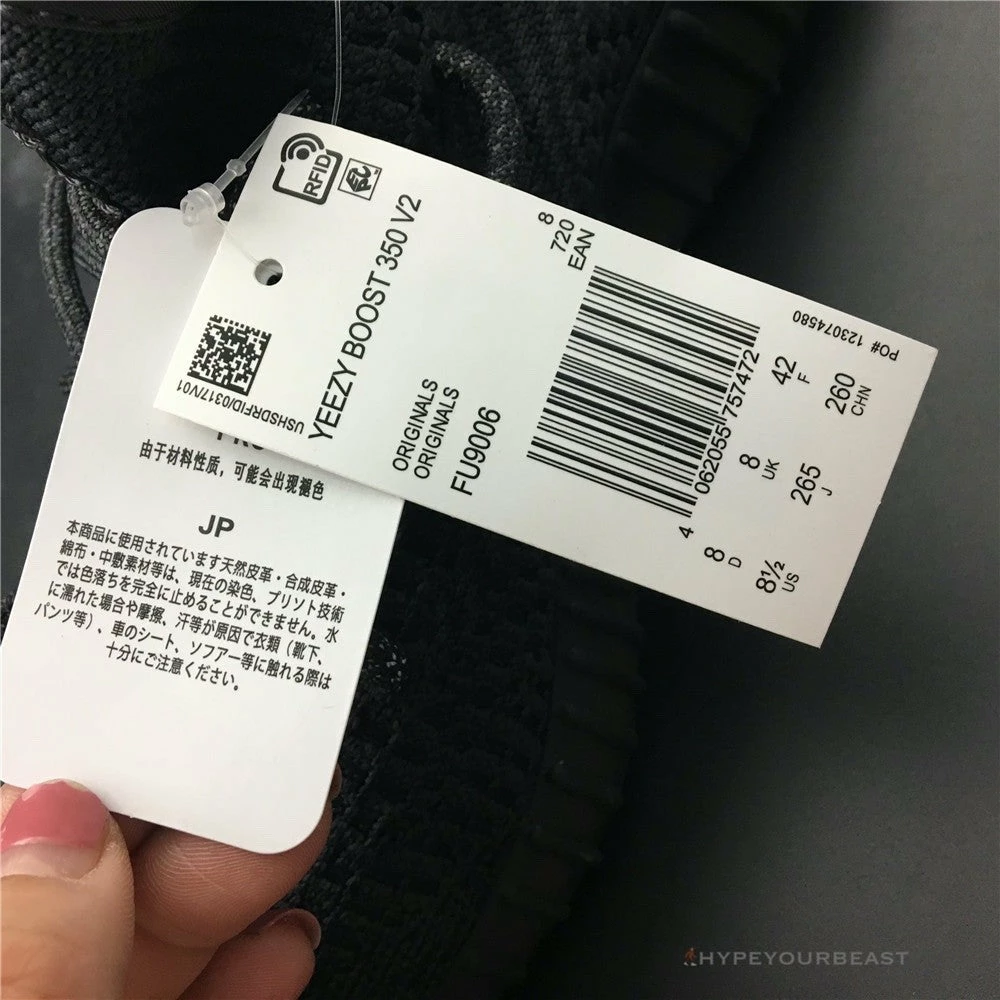 RFID
EPC
YEEZY BOOST 350 V2
USHSDRFID/0317/V01
ORIGINALS
ORIGINALS
FU9006
8
720
EAN
4 062055 757472
PO# 123074580
8
D
8
UK
42
F
8½
US
265
J
260
CHN
由于材料性质，可能会出现褪色
JP
本商品に使用されています天然皮革・合成皮革・
綿布・中敷素材等は、現在の染色、プリント技術
では色落ちを完全に止めることができません。水
に濡れた場合や摩擦、汗等が原因で衣類（靴下、
パンツ等）、車のシート、ソファー等に触れる際は
十分にご注意ください。
HYPEYOURBEAST